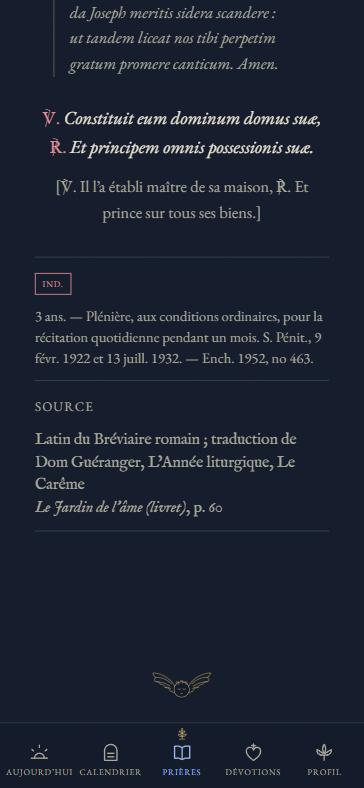 da Joseph meritis sidera scandere :
ut tandem liceat nos tibi perpetim
gratum promere canticum. Amen.
℣. Constituit eum dominum domus suæ,
℟. Et principem omnis possessionis suæ.
[℣. Il l’a établi maître de sa maison, ℟. Et
prince sur tous ses biens.]
IND.
3 ans. — Plénière, aux conditions ordinaires, pour la
récitation quotidienne pendant un mois. S. Pénit., 9
févr. 1922 et 13 juill. 1932. — Ench. 1952, no 463.
SOURCE
Latin du Bréviaire romain ; traduction de
Dom Guéranger, L’Année liturgique, Le
Carême
Le Jardin de l’âme (livret), p. 60
AUJOURD’HUI CALENDRIER PRIÈRES DÉVOTIONS PROFIL